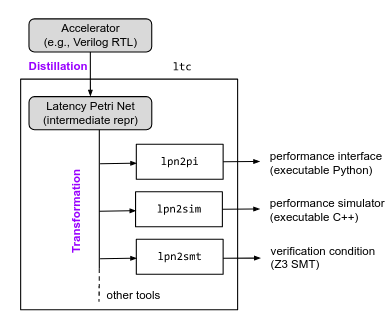 Accelerator
(e.g., Verilog RTL)
Distillation
ltc
Latency Petri Net
(intermediate repr)
Transformation
lpn2pi
performance interface
(executable Python)
lpn2sim
performance simulator
(executable C++)
lpn2smt
verification condition
(Z3 SMT)
other tools